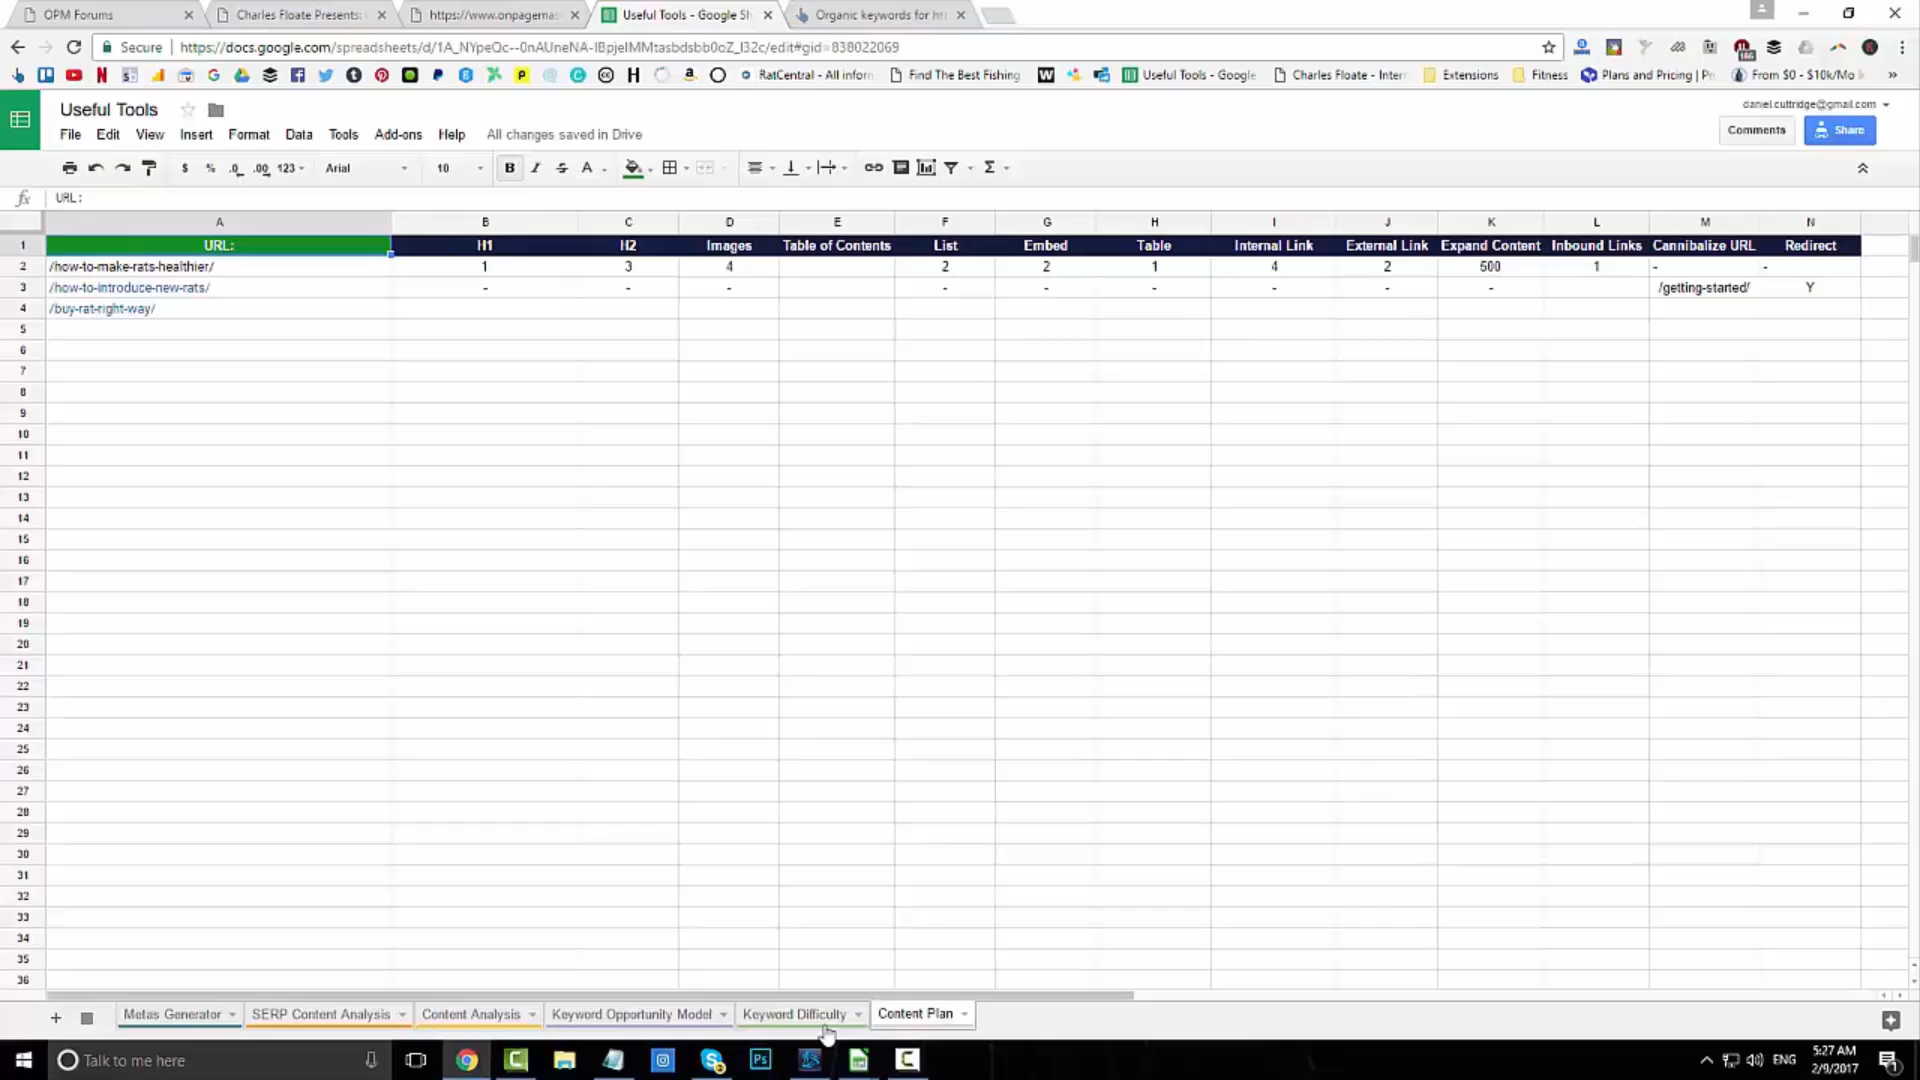 OPM Forums
Charles Floate Presents:
https://www.onpagemas
Useful Tools - Google Sh
Organic keywords for htt
Secure https://docs.google.com/spreadsheets/d/1A_NYpeQc--0nAUneNA-IBpjeIMMtasbdsbb0oZ_I32c/edit#gid=838022069
RatCentral - All inforn Find The Best Fishing Useful Tools - Google Charles Floate - Inter Extensions Fitness Plans and Pricing | Pr From $0 - $10k/Mo I
Useful Tools
daniel.cuttridge@gmail.com
File Edit View Insert Format Data Tools Add-ons Help All changes saved in Drive
Comments Share
$ % .0 .00 123 Arial 10 B I S A Σ
fx URL:
A B C D E F G H I J K L M N
1 URL: H1 H2 Images Table of Contents List Embed Table Internal Link External Link Expand Content Inbound Links Cannibalize URL Redirect
2 /how-to-make-rats-healthier/ 1 3 4 2 2 1 4 2 500 1 - -
3 /how-to-introduce-new-rats/ - - - - - - - - - /getting-started/ Y
4 /buy-rat-right-way/
5
6
7
8
9
10
11
12
13
14
15
16
17
18
19
20
21
22
23
24
25
26
27
28
29
30
31
32
33
34
35
36
Metas Generator SERP Content Analysis Content Analysis Keyword Opportunity Model Keyword Difficulty Content Plan
Talk to me here
ENG
5:27 AM
2/9/2017